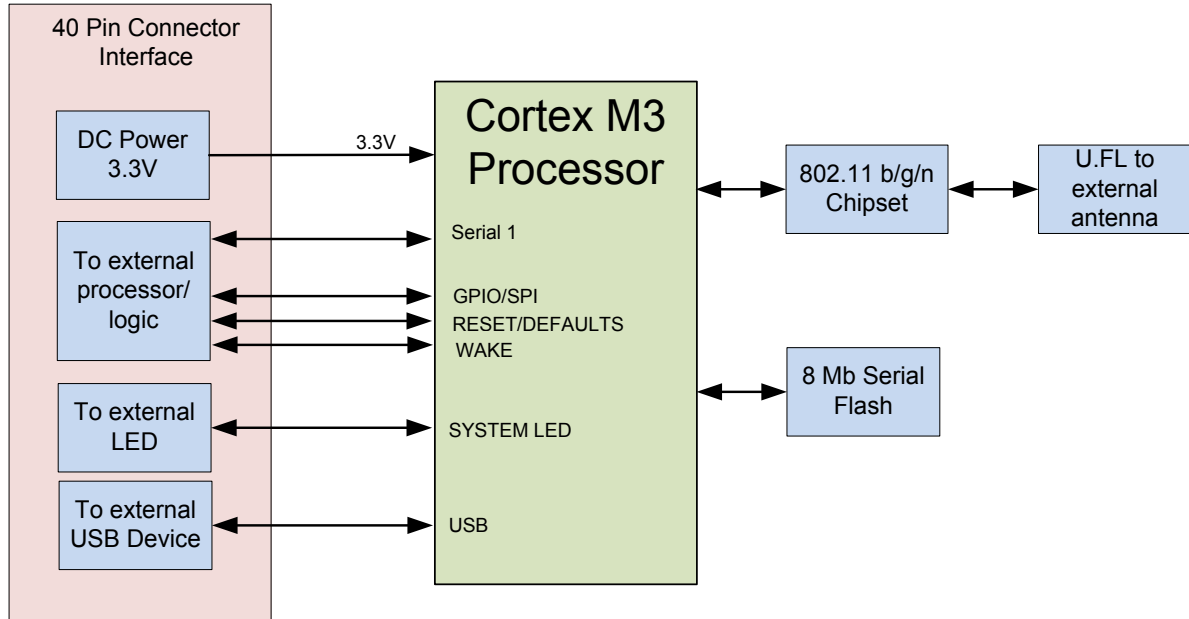 40 Pin Connector
Interface
DC Power
3.3V
3.3V
Cortex M3
Processor
802.11 b/g/n
Chipset
U.FL to
external
antenna
To external
processor/
logic
Serial 1
GPIO/SPI
RESET/DEFAULTS
WAKE
8 Mb Serial
Flash
To external
LED
SYSTEM LED
To external
USB Device
USB